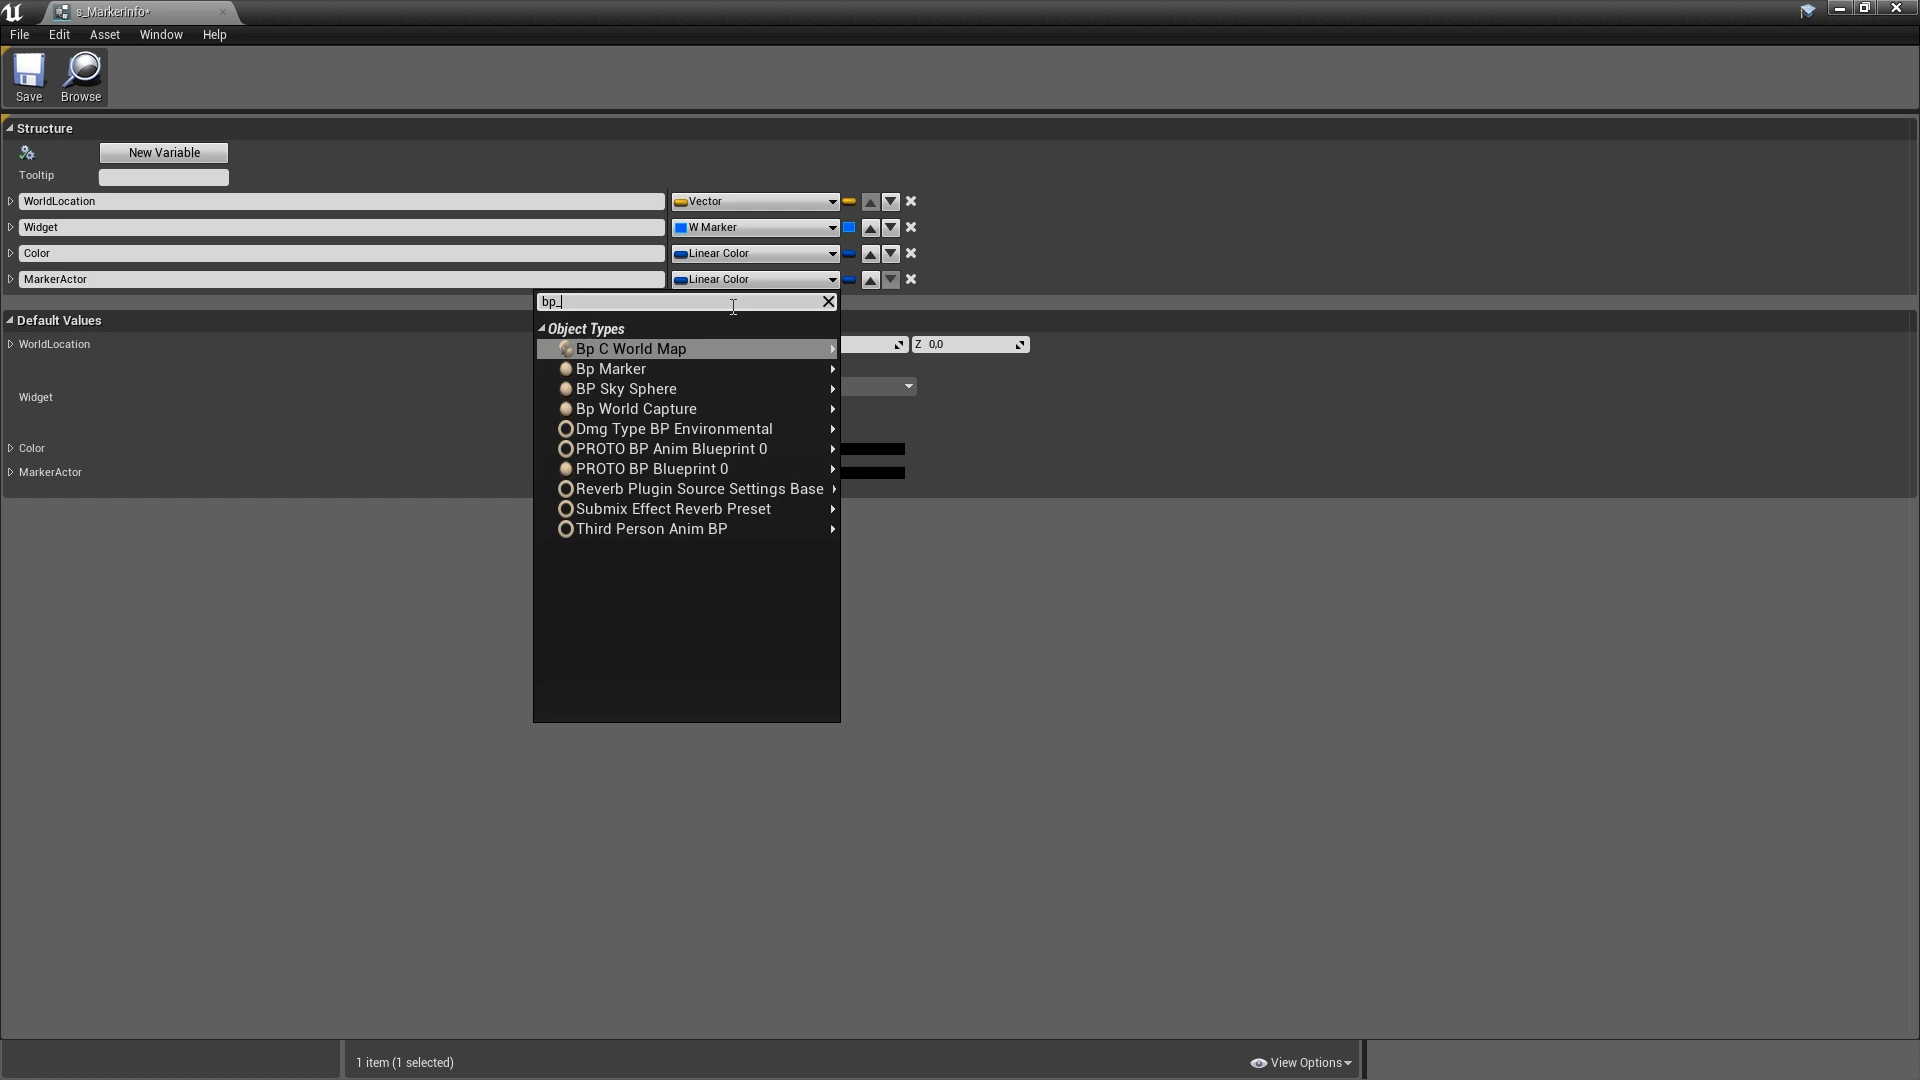 s_MarkerInfo*
File Edit Asset Window Help
Save Browse
Structure
New Variable
Tooltip
WorldLocation Vector
Widget W Marker
Color Linear Color
MarkerActor Linear Color
bp_
Object Types
Bp C World Map
Bp Marker
BP Sky Sphere
Bp World Capture
Dmg Type BP Environmental
PROTO BP Anim Blueprint 0
PROTO BP Blueprint 0
Reverb Plugin Source Settings Base
Submix Effect Reverb Preset
Third Person Anim BP
Default Values
WorldLocation Z 0,0
Widget
Color
MarkerActor
1 item (1 selected) View Options